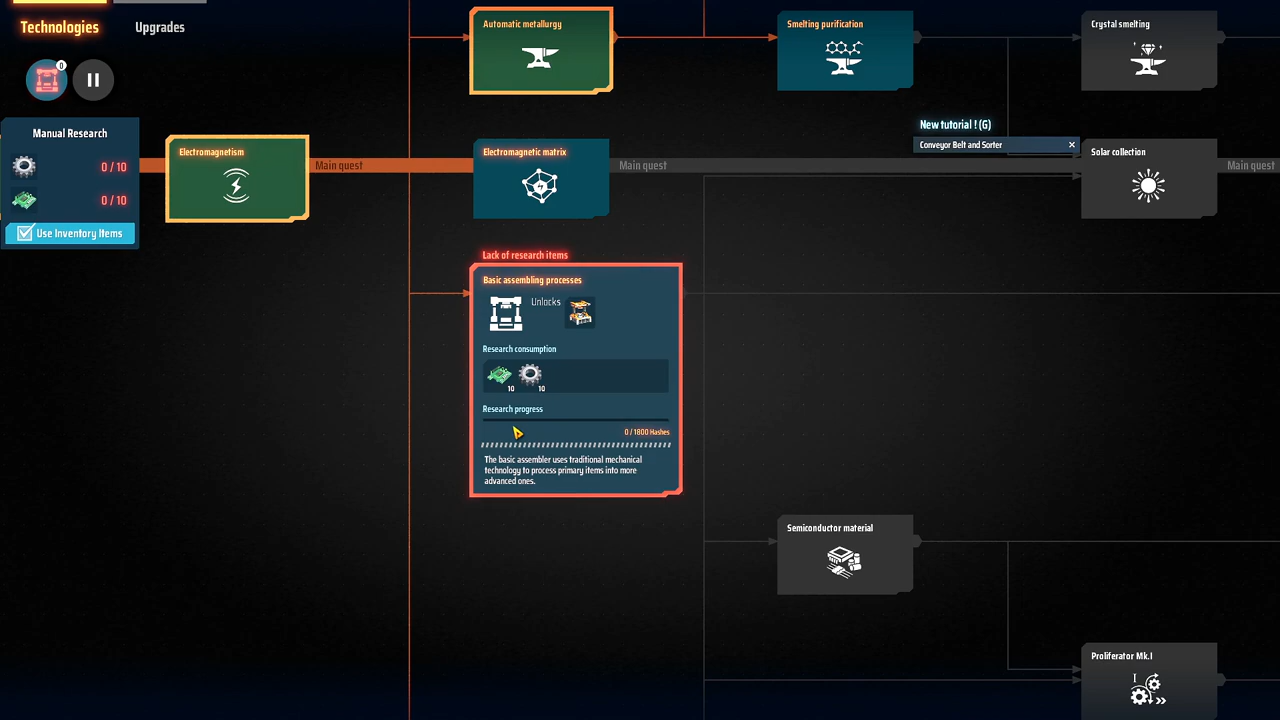 Technologies
Upgrades
0
Manual Research
0 / 10
0 / 10
Use Inventory Items
Electromagnetism
Main quest
Automatic metallurgy
Smelting purification
Crystal smelting
New tutorial ! (G)
Conveyor Belt and Sorter
Electromagnetic matrix
Main quest
Solar collection
Main quest
Lack of research items
Basic assembling processes
Unlocks
Research consumption
10
10
Research progress
0 / 1800 Hashes
The basic assembler uses traditional mechanical
technology to process primary items into more
advanced ones.
Semiconductor material
Proliferator Mk.I